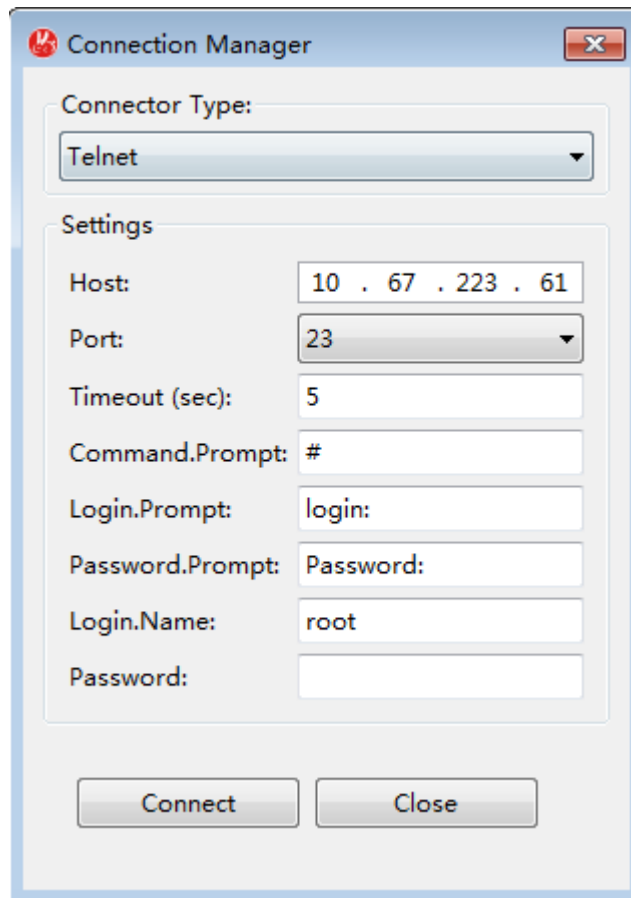 Connection Manager
Connector Type:
Telnet
Settings
Host: 10 . 67 . 223 . 61
Port: 23
Timeout (sec): 5
Command.Prompt: #
Login.Prompt: login:
Password.Prompt: Password:
Login.Name: root
Password:
Connect Close